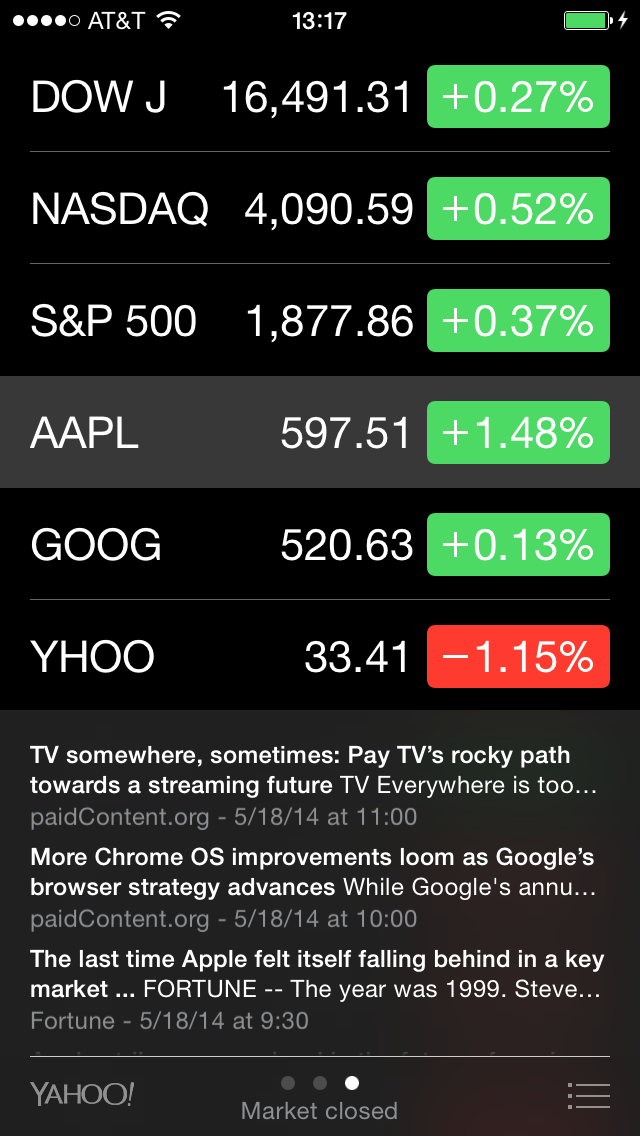 AT&T 13:17
DOW J 16,491.31 +0.27%
NASDAQ 4,090.59 +0.52%
S&P 500 1,877.86 +0.37%
AAPL 597.51 +1.48%
GOOG 520.63 +0.13%
YHOO 33.41 −1.15%
TV somewhere, sometimes: Pay TV’s rocky path
towards a streaming future TV Everywhere is too…
paidContent.org - 5/18/14 at 11:00
More Chrome OS improvements loom as Google’s
browser strategy advances While Google's annu…
paidContent.org - 5/18/14 at 10:00
The last time Apple felt itself falling behind in a key
market ... FORTUNE -- The year was 1999. Steve…
Fortune - 5/18/14 at 9:30
YAHOO!
Market closed